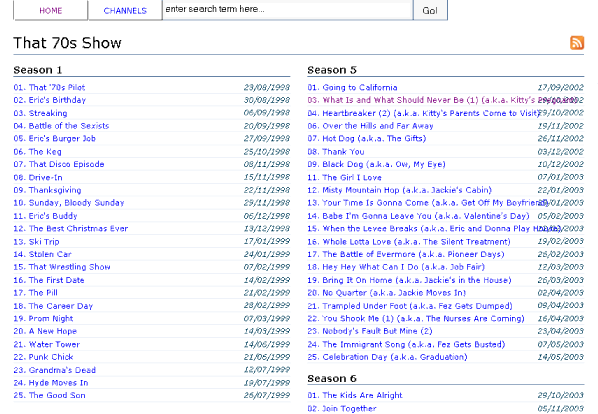 HOME
CHANNELS
enter search term here...
Go!
That 70s Show
Season 1
01. That '70s Pilot 23/08/1998
02. Eric's Birthday 30/08/1998
03. Streaking 06/09/1998
04. Battle of the Sexists 20/09/1998
05. Eric's Burger Job 27/09/1998
06. The Keg 25/10/1998
07. That Disco Episode 08/11/1998
08. Drive-In 15/11/1998
09. Thanksgiving 22/11/1998
10. Sunday, Bloody Sunday 29/11/1998
11. Eric's Buddy 06/12/1998
12. The Best Christmas Ever 13/12/1998
13. Ski Trip 17/01/1999
14. Stolen Car 24/01/1999
15. That Wrestling Show 07/02/1999
16. The First Date 14/02/1999
17. The Pill 21/02/1999
18. The Career Day 28/02/1999
19. Prom Night 07/03/1999
20. A New Hope 14/03/1999
21. Water Tower 14/06/1999
22. Punk Chick 21/06/1999
23. Grandma's Dead 12/07/1999
24. Hyde Moves In 19/07/1999
25. The Good Son 26/07/1999
Season 5
01. Going to California 17/09/2002
03. What Is and What Should Never Be (1) (a.k.a. Kitty's
04. Heartbreaker (2) (a.k.a. Kitty's Parents Come to Visit)
06. Over the Hills and Far Away 19/11/2002
07. Hot Dog (a.k.a. The Gifts) 26/11/2002
08. Thank You 03/12/2002
09. Black Dog (a.k.a. Ow, My Eye) 10/12/2002
11. The Girl I Love 07/01/2003
12. Misty Mountain Hop (a.k.a. Jackie's Cabin) 22/01/2003
13. Your Time Is Gonna Come (a.k.a. Get Off My Boyfriend)
14. Babe I'm Gonna Leave You (a.k.a. Valentine's Day) 05/02/2003
15. When the Levee Breaks (a.k.a. Eric and Donna Play House)
16. Whole Lotta Love (a.k.a. The Silent Treatment) 19/02/2003
17. The Battle of Evermore (a.k.a. Pioneer Days) 26/02/2003
18. Hey Hey What Can I Do (a.k.a. Job Fair) 12/03/2003
19. Bring It On Home (a.k.a. Jackie's in the House) 26/03/2003
20. No Quarter (a.k.a. Jackie Moves In) 02/04/2003
21. Trampled Under Foot (a.k.a. Fez Gets Dumped) 09/04/2003
22. You Shook Me (1) (a.k.a. The Nurses Are Coming) 16/04/2003
23. Nobody's Fault But Mine (2) 23/04/2003
24. The Immigrant Song (a.k.a. Fez Gets Busted) 07/05/2003
25. Celebration Day (a.k.a. Graduation) 14/05/2003
Season 6
01. The Kids Are Alright 29/10/2003
02. Join Together 05/11/2003